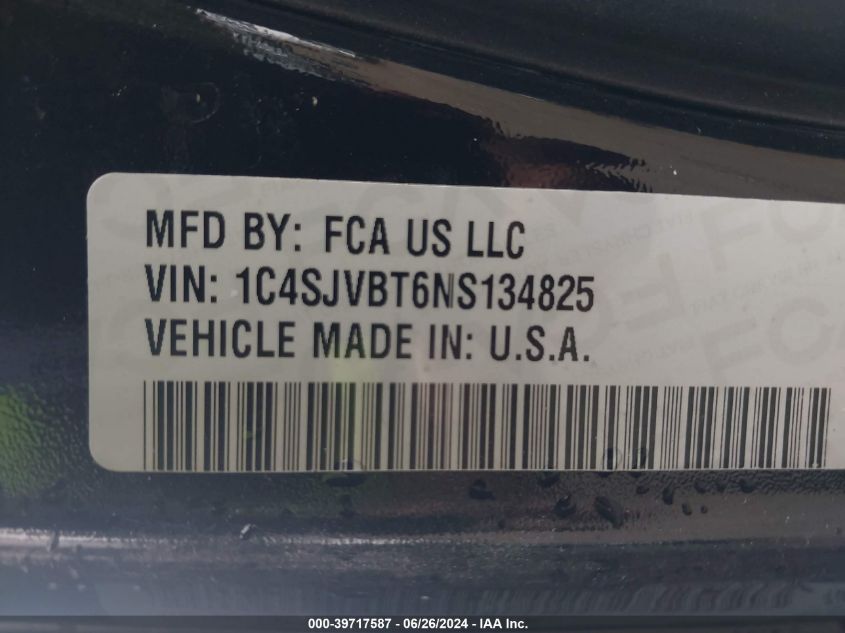 MFD BY: FCA US LLC
VIN: 1C4SJVBT6NS134825
VEHICLE MADE IN: U.S.A.
000-39717587 - 06/26/2024 - IAA Inc.